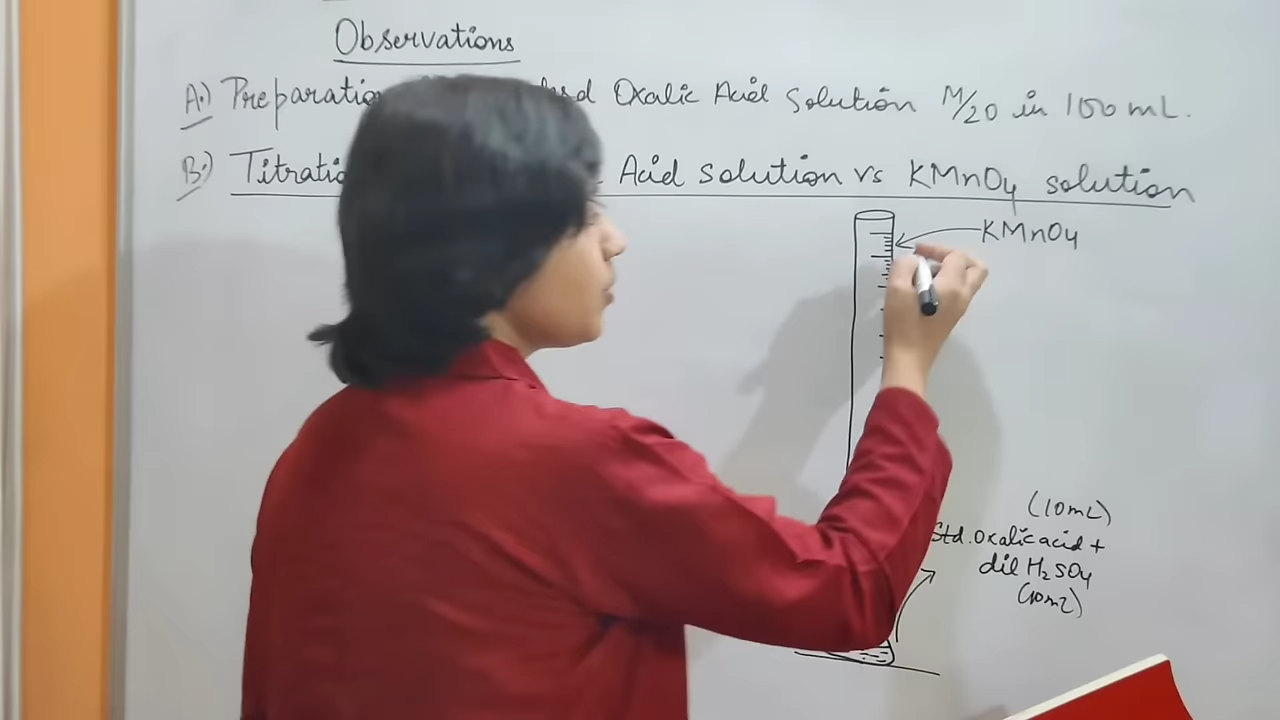 Observations
A.) Preparatio Oxalic Acid Solution M/20 in 100 mL.
B.) Titratio Acid solution vs KMnO4 solution
KMnO4
(10mL)
Std. Oxalic acid +
dil H2SO4
(10mL)